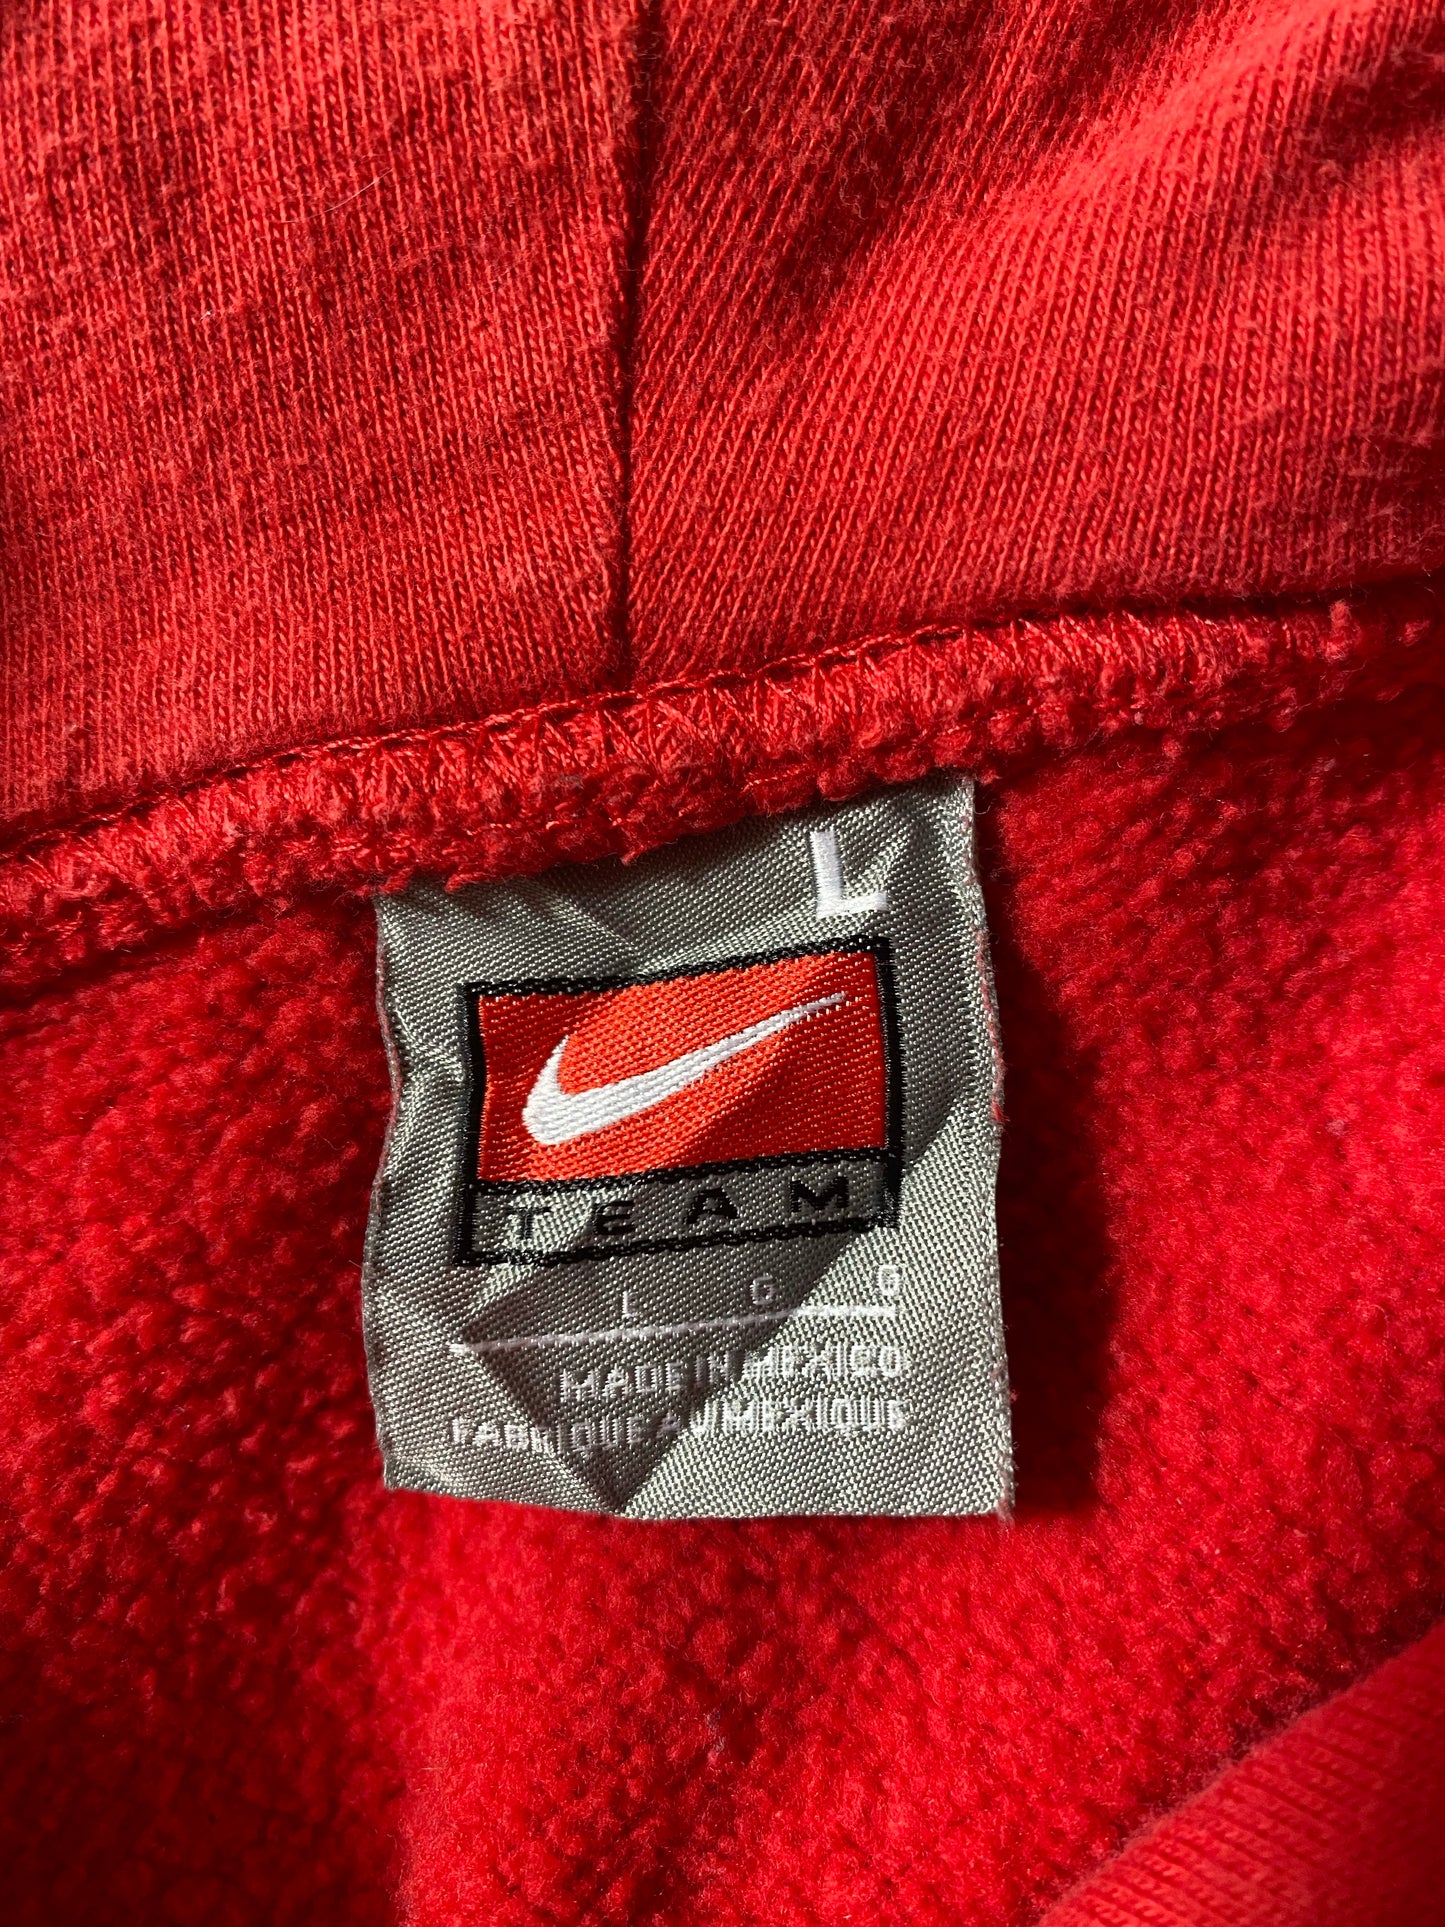 L
TEAM
L G G
MADE IN MEXICO
FABRIQUE AU MEXIQUE